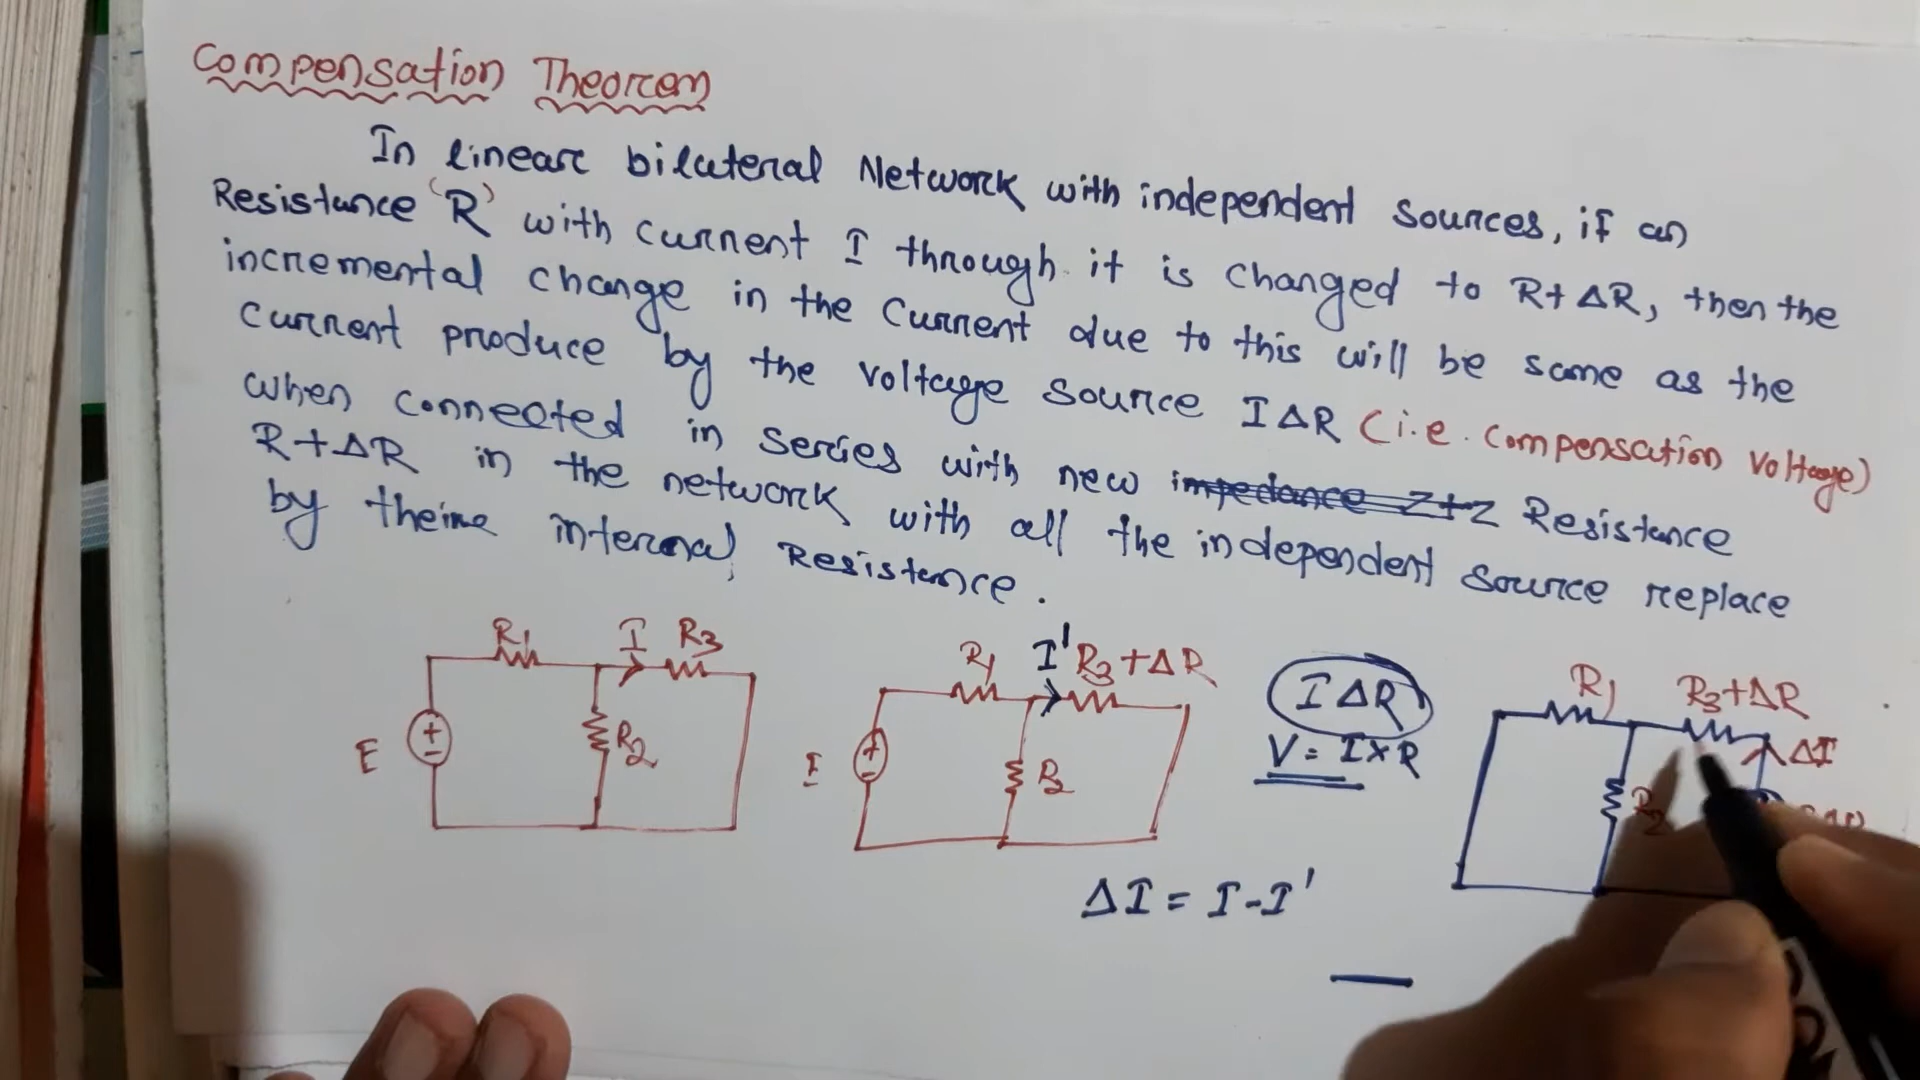 Compensation Theorem
In linear bilateral Network with independent Sources, if an
Resistance 'R' with current I through it is changed to R+ΔR, then the
incremental change in the Current due to this will be same as the
current produce by the voltage source IΔR (i.e. Compensation Voltage)
when connected in series with new impedance Z+Z Resistance
R+ΔR in the network with all the independent source replace
by internal Resistance.
R1 I R3
E + - R2
R1 I' R3+ΔR
E + R2
IΔR
V = I×R
ΔI = I-I'
R1 R3+ΔR
ΔI
R2